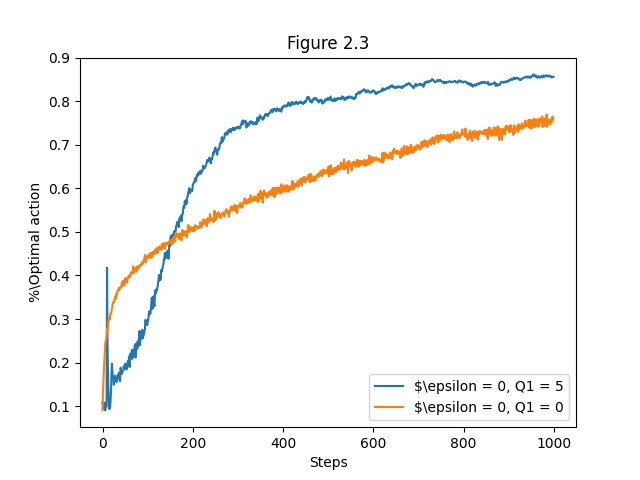 Figure 2.3
0.9
0.8
0.7
0.6
0.5
0.4
0.3
0.2
0.1
%\Optimal action
$\epsilon = 0, Q1 = 5
$\epsilon = 0, Q1 = 0
0 200 400 600 800 1000
Steps